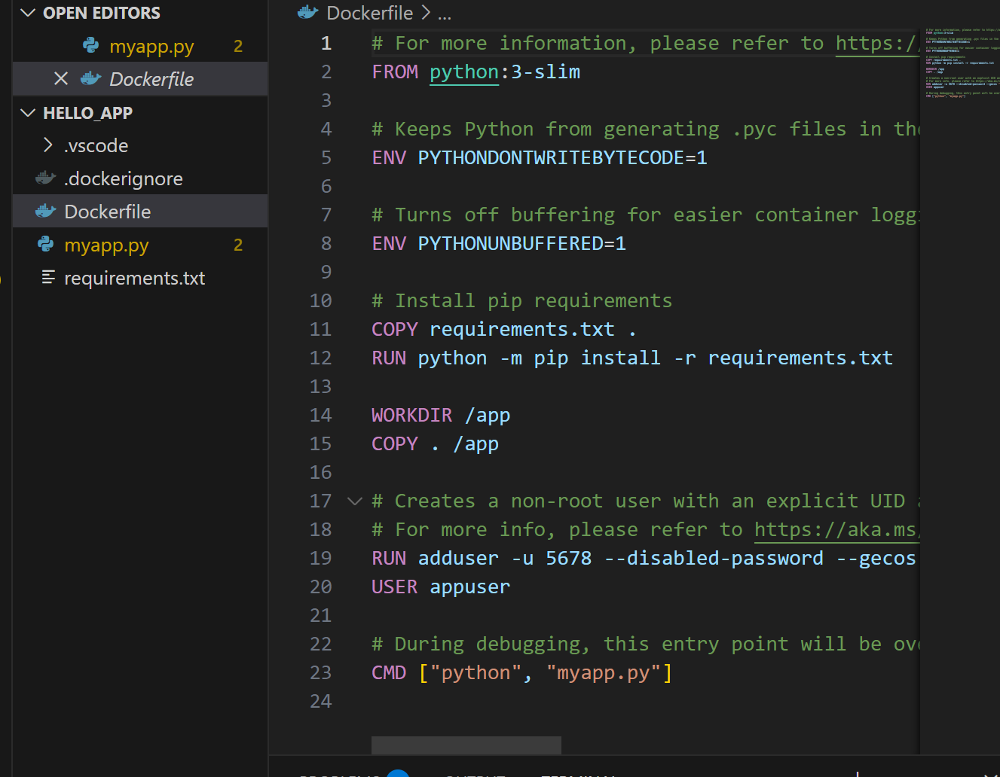 OPEN EDITORS
myapp.py 2
Dockerfile
HELLO_APP
.vscode
.dockerignore
Dockerfile
myapp.py 2
requirements.txt
Dockerfile > ...
1 # For more information, please refer to https:/
2 FROM python:3-slim
3
4 # Keeps Python from generating .pyc files in the
5 ENV PYTHONDONTWRITEBYTECODE=1
6
7 # Turns off buffering for easier container logg
8 ENV PYTHONUNBUFFERED=1
9
10 # Install pip requirements
11 COPY requirements.txt .
12 RUN python -m pip install -r requirements.txt
13
14 WORKDIR /app
15 COPY . /app
16
17 # Creates a non-root user with an explicit UID
18 # For more info, please refer to https://aka.ms
19 RUN adduser -u 5678 --disabled-password --gecos
20 USER appuser
21
22 # During debugging, this entry point will be ov
23 CMD ["python", "myapp.py"]
24